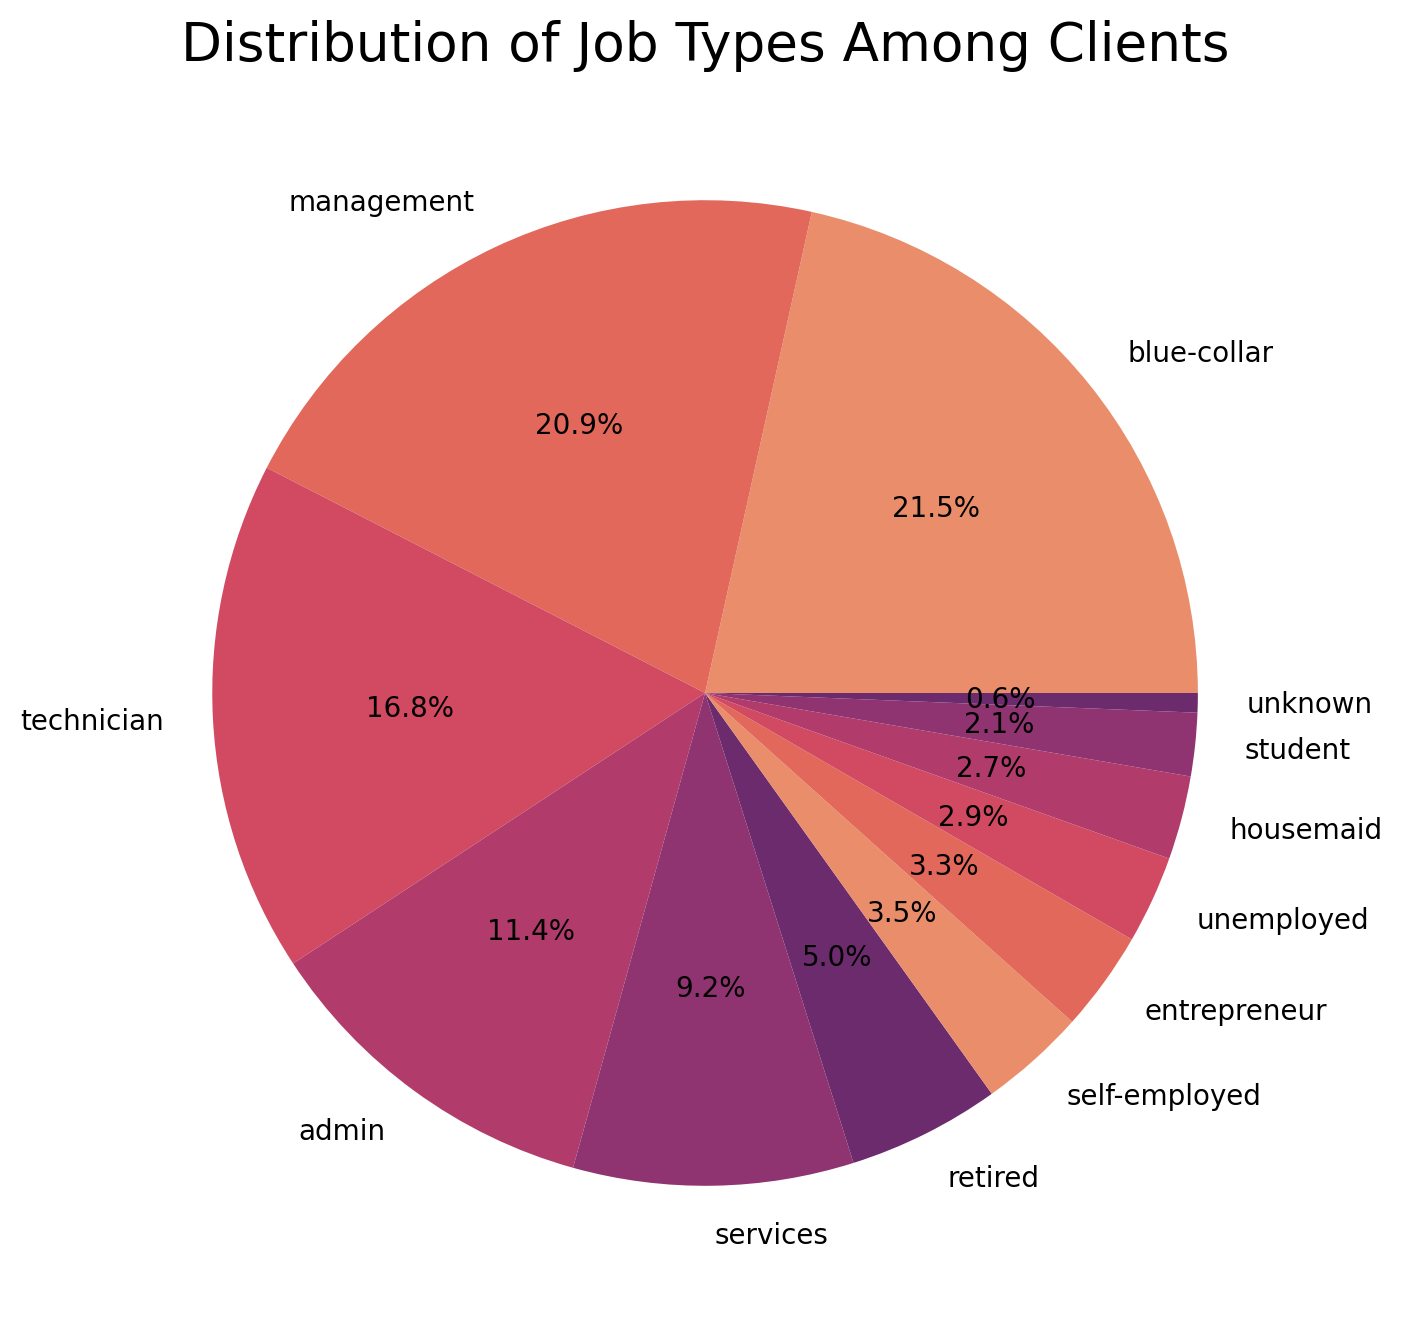 Distribution of Job Types Among Clients
management
blue-collar
20.9%
21.5%
technician
16.8%
0.6%
unknown
2.1%
student
2.7%
housemaid
2.9%
unemployed
3.3%
entrepreneur
3.5%
self-employed
5.0%
retired
9.2%
services
11.4%
admin